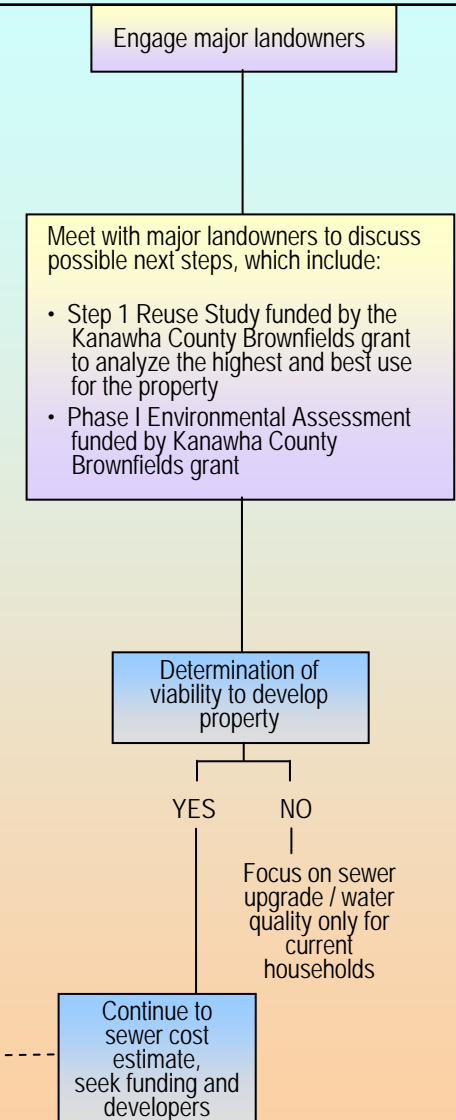 Engage major landowners
Meet with major landowners to discuss
possible next steps, which include:
• Step 1 Reuse Study funded by the
Kanawha County Brownfields grant
to analyze the highest and best use
for the property
• Phase I Environmental Assessment
funded by Kanawha County
Brownfields grant
Determination of
viability to develop
property
YES
NO
Focus on sewer
upgrade / water
quality only for
current
households
Continue to
sewer cost
estimate,
seek funding and
developers